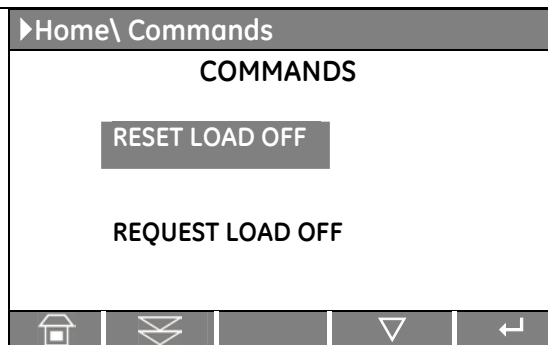 Home\ Commands
COMMANDS
RESET LOAD OFF
REQUEST LOAD OFF